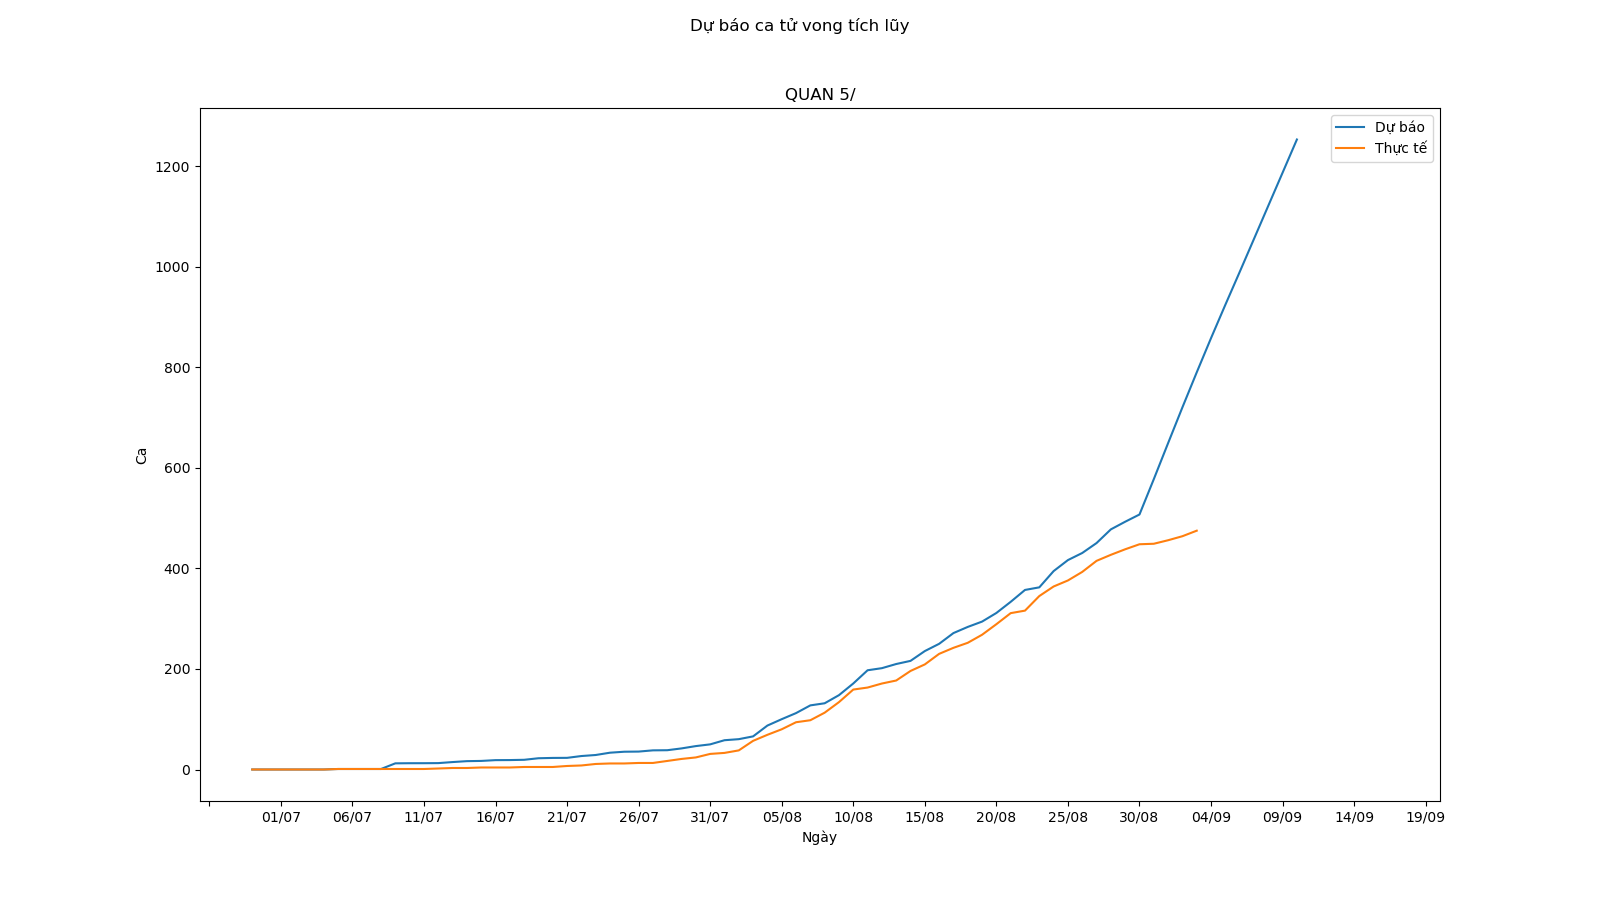 Dự báo ca tử vong tích lũy
QUAN 5/
Dự báo
Thực tế
1200
1000
800
600
400
200
0
Ca
01/07 06/07 11/07 16/07 21/07 26/07 31/07 05/08 10/08 15/08 20/08 25/08 30/08 04/09 09/09 14/09 19/09
Ngày